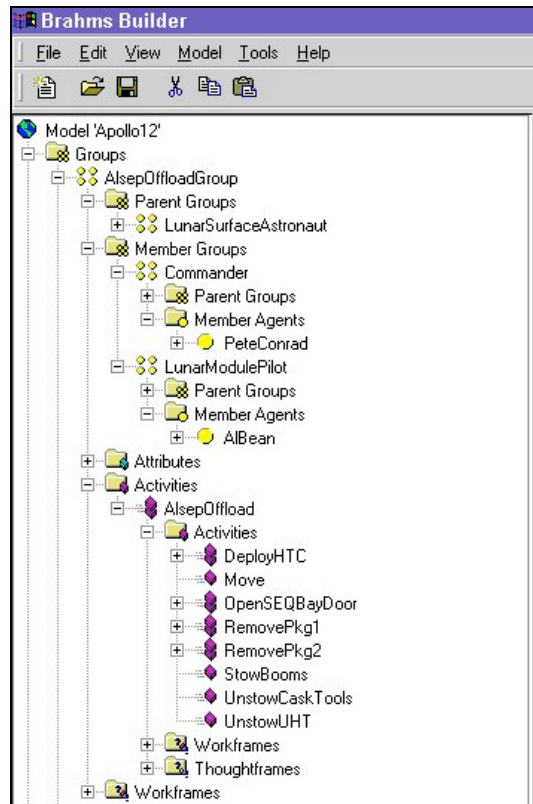 Brahms Builder
File Edit View Model Tools Help
Model 'Apollo12'
Groups
AlsepOffloadGroup
Parent Groups
LunarSurfaceAstronaut
Member Groups
Commander
Parent Groups
Member Agents
PeteConrad
LunarModulePilot
Parent Groups
Member Agents
AlBean
Attributes
Activities
AlsepOffload
Activities
DeployHTC
Move
OpenSEQBayDoor
RemovePkg1
RemovePkg2
StowBooms
UnstowCaskTools
UnstowUHT
Workframes
Thoughtframes
Workframes